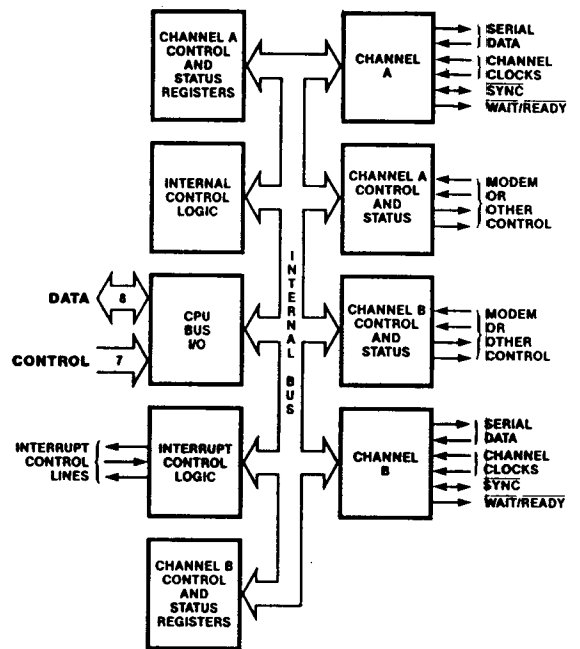 CHANNEL A
CONTROL
AND
STATUS
REGISTERS
CHANNEL
A
SERIAL
DATA
CHANNEL
CLOCKS
SYNC
WAIT/READY
INTERNAL
CONTROL
LOGIC
CHANNEL A
CONTROL
AND
STATUS
MODEM
OR
OTHER
CONTROL
INTERNAL BUS
DATA
8
CONTROL
7
CPU
BUS
I/O
CHANNEL B
CONTROL
AND
STATUS
MODEM
OR
OTHER
CONTROL
INTERRUPT
CONTROL
LINES
INTERRUPT
CONTROL
LOGIC
CHANNEL
B
SERIAL
DATA
CHANNEL
CLOCKS
SYNC
WAIT/READY
CHANNEL B
CONTROL
AND
STATUS
REGISTERS